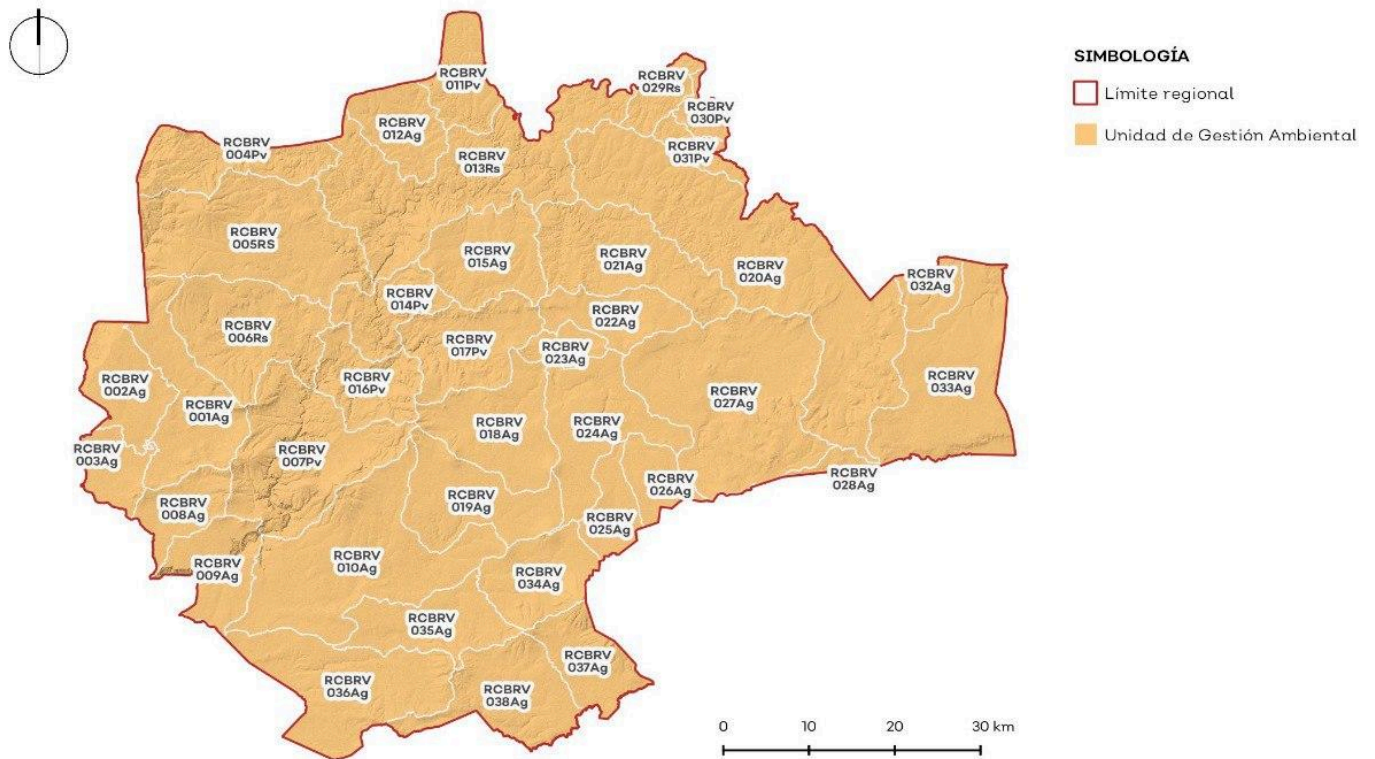 SIMBOLOGÍA
Límite regional
Unidad de Gestión Ambiental
RCBRV
011Pv
RCBRV
029Rs
RCBRV
030Pv
RCBRV
012Ag
RCBRV
004Pv
RCBRV
013Rs
RCBRV
031Pv
RCBRV
005RS
RCBRV
015Ag
RCBRV
021Ag
RCBRV
020Ag
RCBRV
032Ag
RCBRV
014Pv
RCBRV
022Ag
RCBRV
006Rs
RCBRV
017Pv
RCBRV
023Ag
RCBRV
002Ag
RCBRV
016Pv
RCBRV
027Ag
RCBRV
033Ag
RCBRV
001Ag
RCBRV
018Ag
RCBRV
024Ag
RCBRV
003Ag
RCBRV
007Pv
RCBRV
028Ag
RCBRV
026Ag
RCBRV
008Ag
RCBRV
019Ag
RCBRV
025Ag
RCBRV
009Ag
RCBRV
010Ag
RCBRV
034Ag
RCBRV
035Ag
RCBRV
037Ag
RCBRV
036Ag
RCBRV
038Ag
0 10 20 30 km